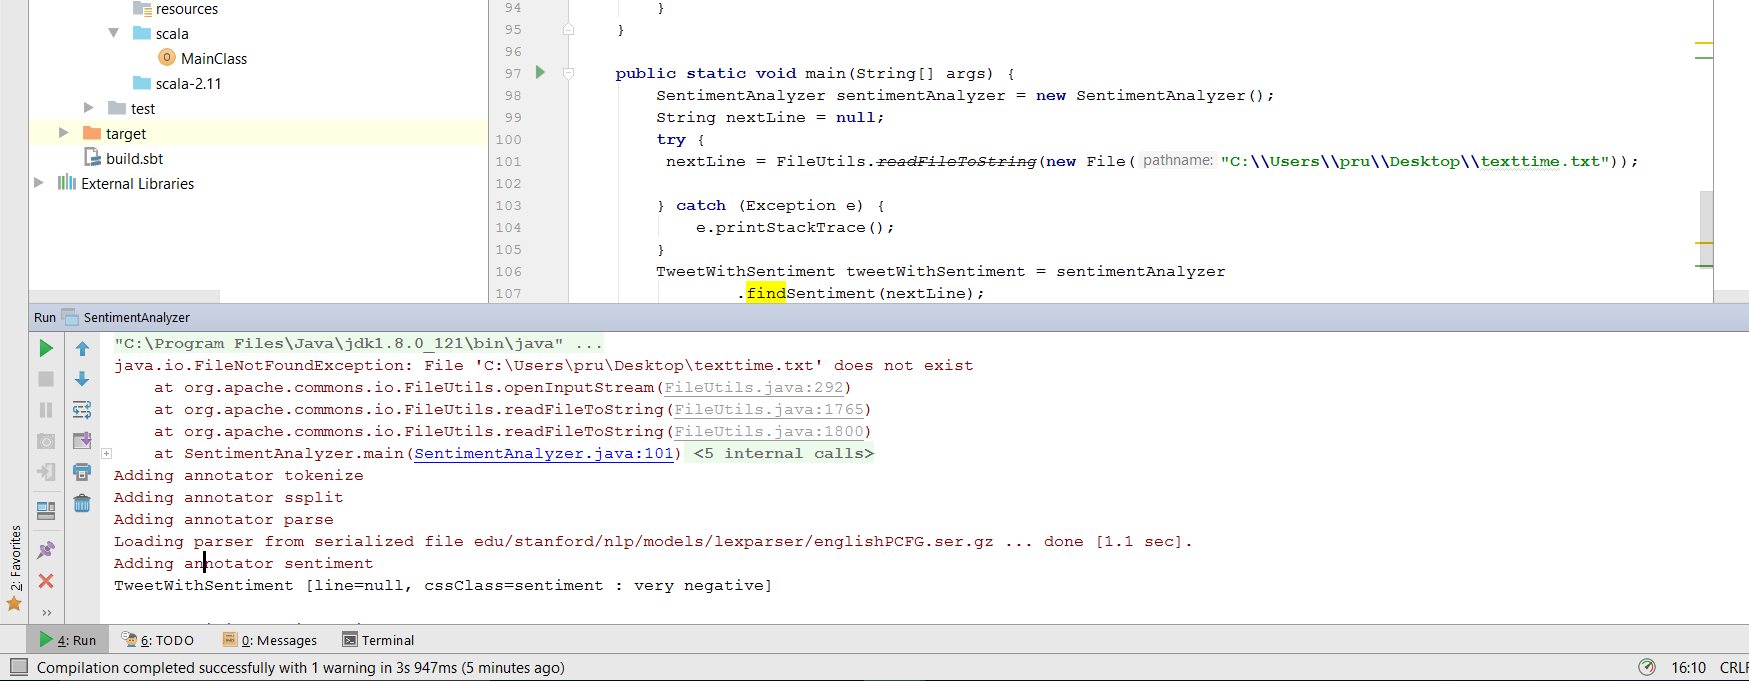 resources
scala
MainClass
scala-2.11
test
target
build.sbt
External Libraries
94 }
95 }
96
97 public static void main(String[] args) {
98 SentimentAnalyzer sentimentAnalyzer = new SentimentAnalyzer();
99 String nextLine = null;
100 try {
101 nextLine = FileUtils.readFileToString(new File( pathname: "C:\\Users\\pru\\Desktop\\texttime.txt"));
102
103 } catch (Exception e) {
104 e.printStackTrace();
105 }
106 TweetWithSentiment tweetWithSentiment = sentimentAnalyzer
107 .findSentiment(nextLine);
Run SentimentAnalyzer
"C:\Program Files\Java\jdk1.8.0_121\bin\java" ...
java.io.FileNotFoundException: File 'C:\Users\pru\Desktop\texttime.txt' does not exist
at org.apache.commons.io.FileUtils.openInputStream(FileUtils.java:292)
at org.apache.commons.io.FileUtils.readFileToString(FileUtils.java:1765)
at org.apache.commons.io.FileUtils.readFileToString(FileUtils.java:1800)
at SentimentAnalyzer.main(SentimentAnalyzer.java:101) <5 internal calls>
Adding annotator tokenize
Adding annotator ssplit
Adding annotator parse
Loading parser from serialized file edu/stanford/nlp/models/lexparser/englishPCFG.ser.gz ... done [1.1 sec].
Adding annotator sentiment
TweetWithSentiment [line=null, cssClass=sentiment : very negative]
2: Favorites
4: Run 6: TODO 0: Messages Terminal
Compilation completed successfully with 1 warning in 3s 947ms (5 minutes ago) 16:10 CRLF